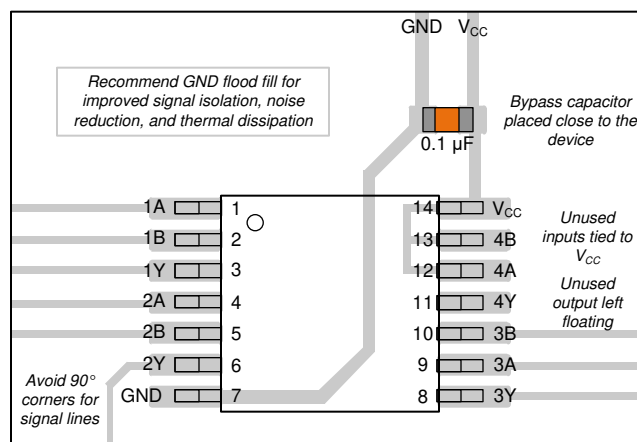 GND VCC
Recommend GND flood fill for
improved signal isolation, noise
reduction, and thermal dissipation
Bypass capacitor
placed close to the
device
0.1 µF
1A 1 14 VCC
1B 2 13 4B
1Y 3 12 4A
2A 4 11 4Y
2B 5 10 3B
2Y 6 9 3A
GND 7 8 3Y
Unused
inputs tied to
VCC
Unused
output left
floating
Avoid 90°
corners for
signal lines